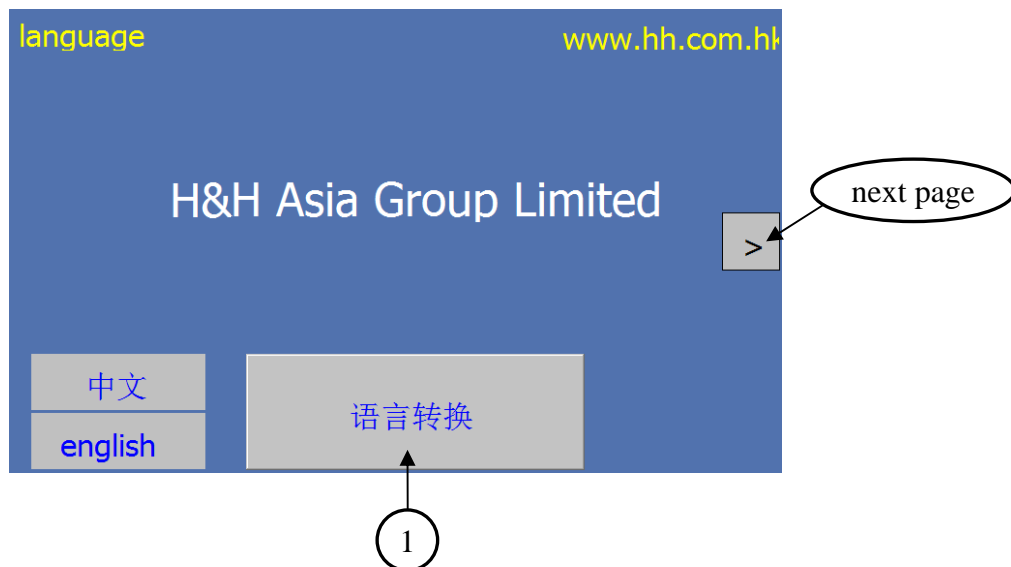 language
www.hh.com.hk
H&H Asia Group Limited
next page
>
中文
语言转换
english
1